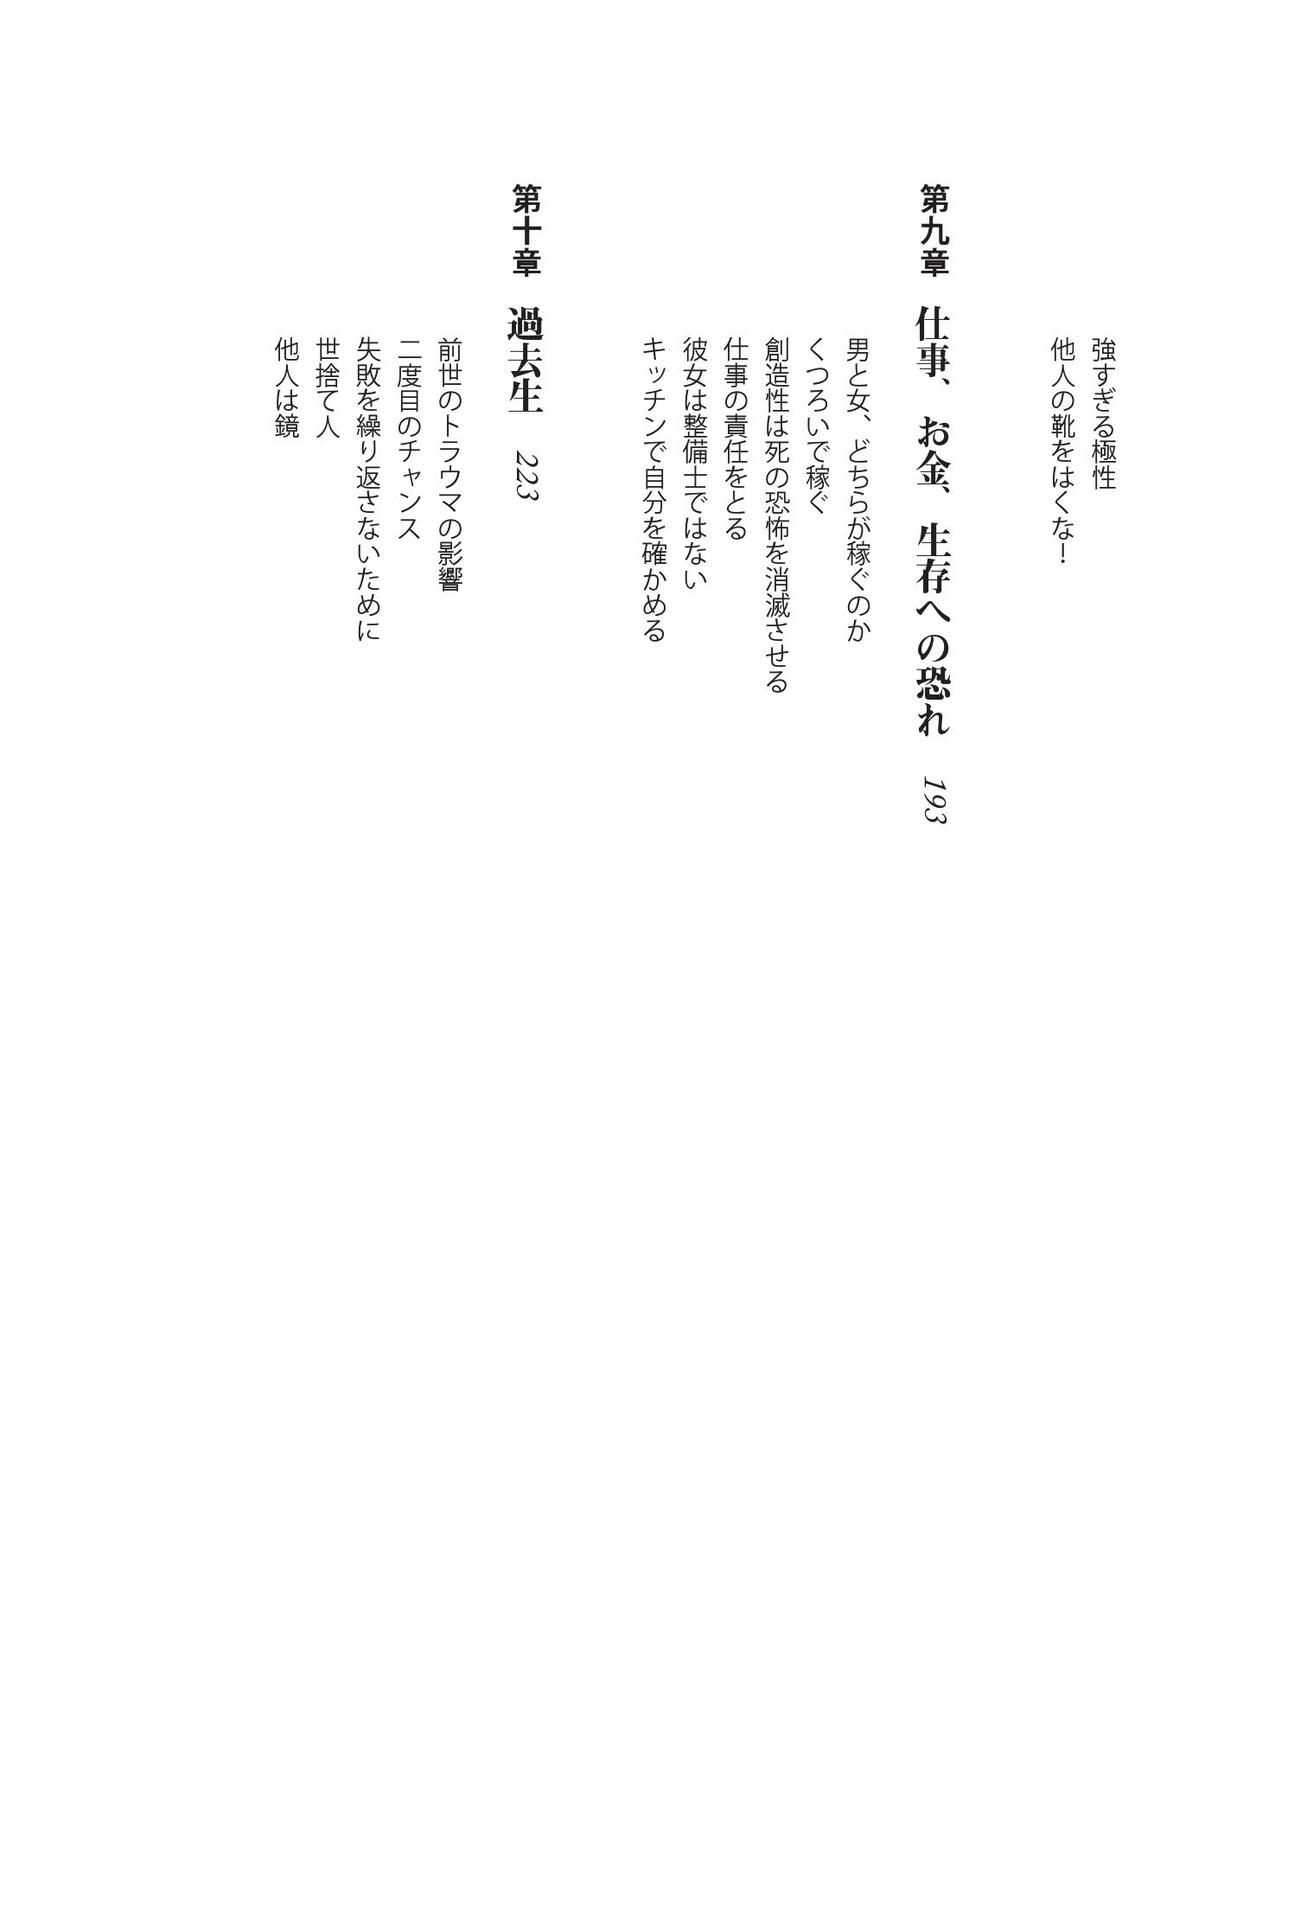 強すぎる極性
他人の靴をはくな！
第九章　仕事、お金、生存への恐れ　193
男と女、どちらが稼ぐのか
くつろいで稼ぐ
創造性は死の恐怖を消滅させる
仕事の責任をとる
彼女は整備士ではない
キッチンで自分を確かめる
第十章　過去生　223
前世のトラウマの影響
二度目のチャンス
失敗を繰り返さないために
世捨て人
他人は鏡